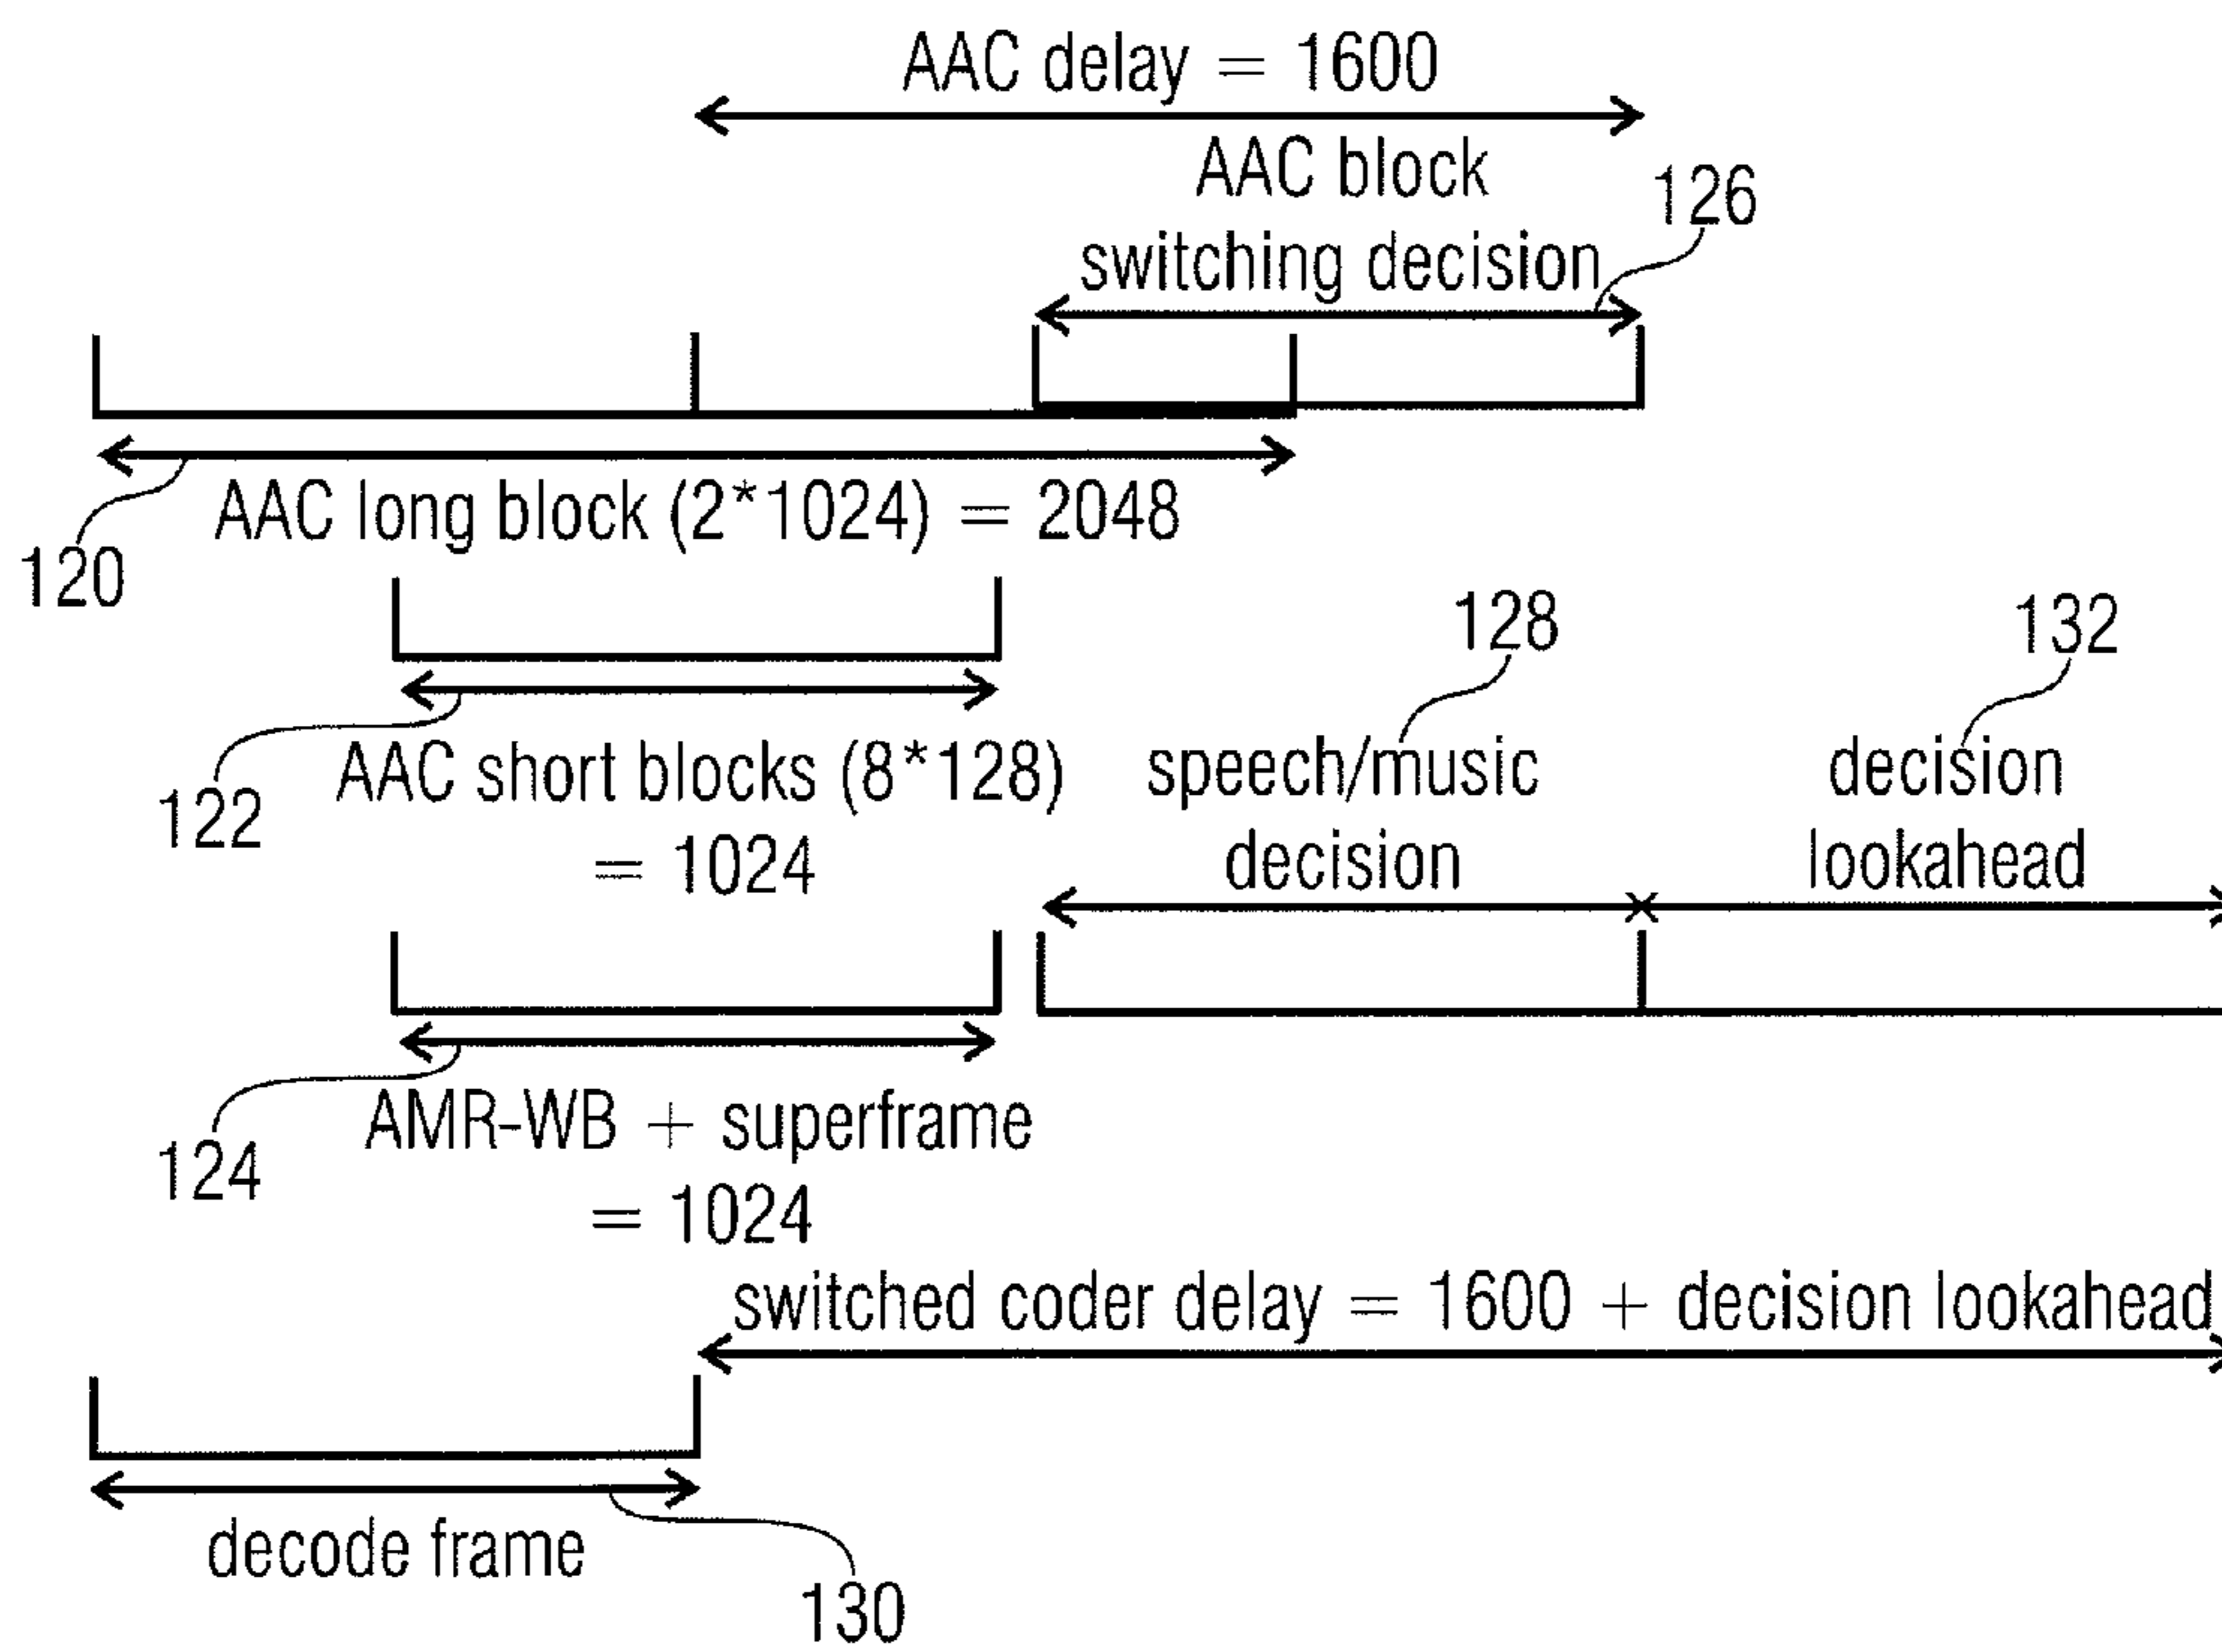 AAC delay = 1600
AAC block
switching decision
126
AAC long block (2*1024) = 2048
120
128
132
122
AAC short blocks (8*128)
= 1024
speech/music
decision
decision
lookahead
124
AMR-WB + superframe
= 1024
switched coder delay = 1600 + decision lookahead
decode frame
130